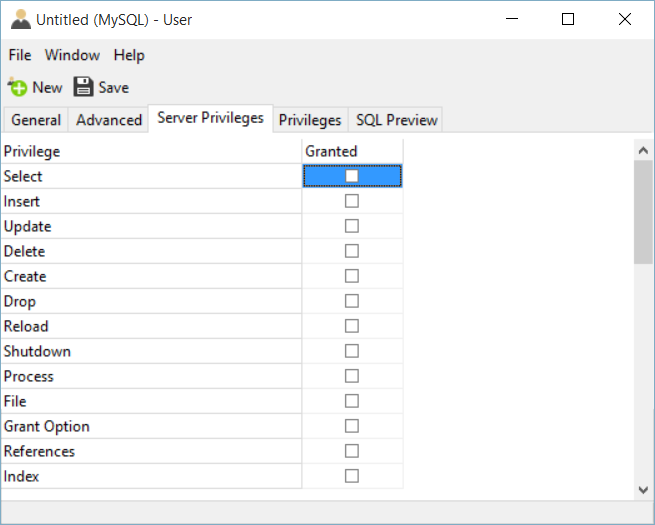 Untitled (MySQL) - User
File Window Help
New Save
General Advanced Server Privileges Privileges SQL Preview
Privilege Granted
Select
Insert
Update
Delete
Create
Drop
Reload
Shutdown
Process
File
Grant Option
References
Index